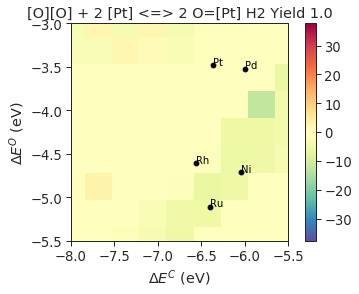 [O][O] + 2 [Pt] <=> 2 O=[Pt] H2 Yield 1.0
−3.0
−3.5
−4.0
−4.5
−5.0
−5.5
ΔE^O (eV)
Pt
Pd
Rh
Ni
Ru
−8.0 −7.5 −7.0 −6.5 −6.0 −5.5
ΔE^C (eV)
30
20
10
0
−10
−20
−30